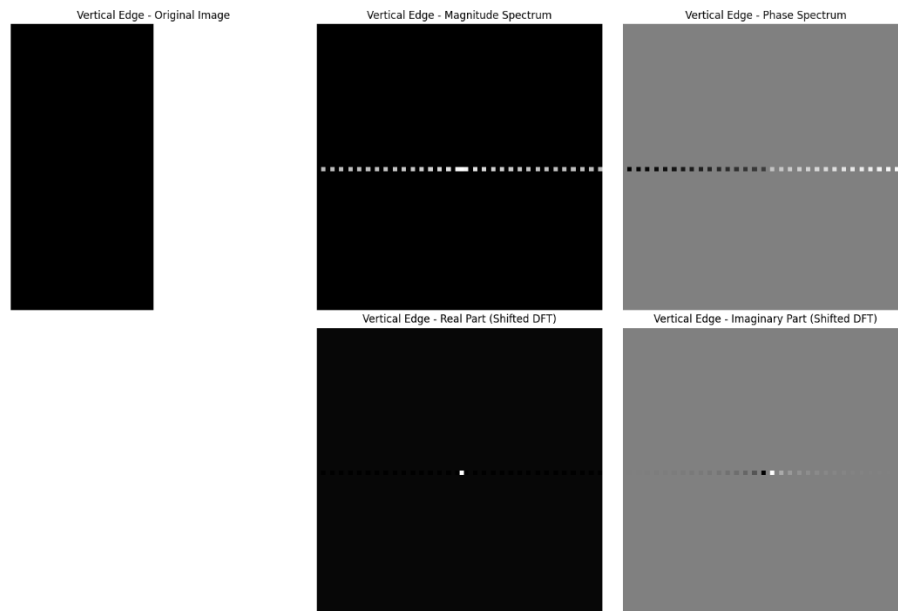 Vertical Edge - Original Image
Vertical Edge - Magnitude Spectrum
Vertical Edge - Phase Spectrum
Vertical Edge - Real Part (Shifted DFT)
Vertical Edge - Imaginary Part (Shifted DFT)